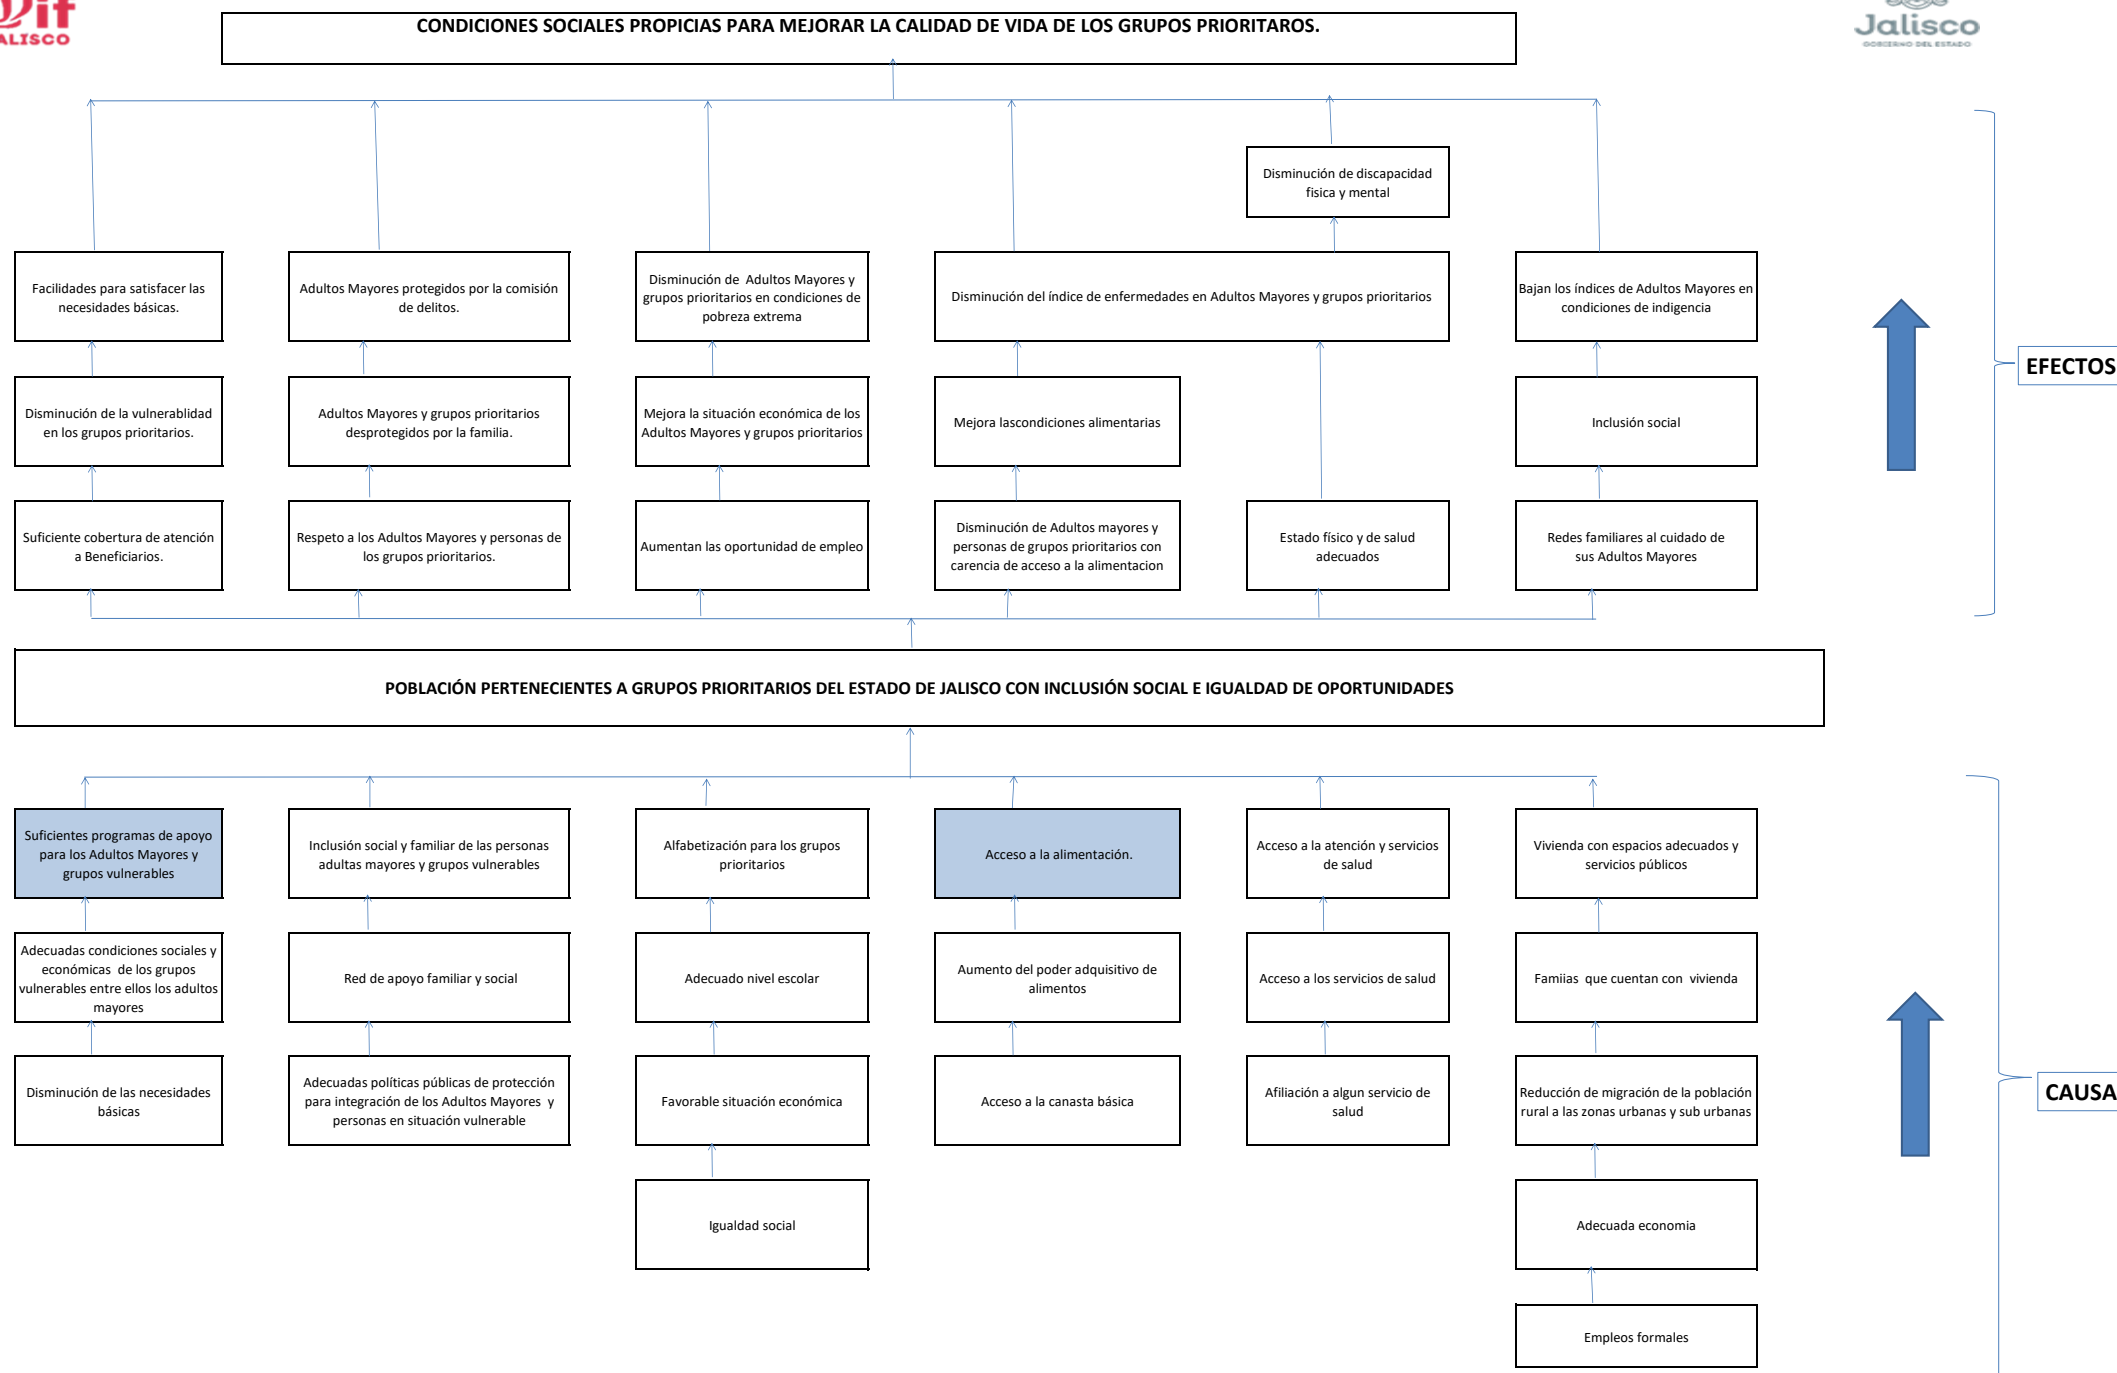 dif
JALISCO
CONDICIONES SOCIALES PROPICIAS PARA MEJORAR LA CALIDAD DE VIDA DE LOS GRUPOS PRIORITAROS.
Jalisco
GOBIERNO DEL ESTADO
Disminución de discapacidad
fisica y mental
Facilidades para satisfacer las
necesidades básicas.
Adultos Mayores protegidos por la comisión
de delitos.
Disminución de  Adultos Mayores y
grupos prioritarios en condiciones de
pobreza extrema
Disminución del índice de enfermedades en Adultos Mayores y grupos prioritarios
Bajan los índices de Adultos Mayores en
condiciones de indigencia
EFECTOS
Disminución de la vulnerablidad
en los grupos prioritarios.
Adultos Mayores y grupos prioritarios
desprotegidos por la familia.
Mejora la situación económica de los
Adultos Mayores y grupos prioritarios
Mejora lascondiciones alimentarias
Inclusión social
Suficiente cobertura de atención
a Beneficiarios.
Respeto a los Adultos Mayores y personas de
los grupos prioritarios.
Aumentan las oportunidad de empleo
Disminución de Adultos mayores y
personas de grupos prioritarios con
carencia de acceso a la alimentacion
Estado físico y de salud
adecuados
Redes familiares al cuidado de
sus Adultos Mayores
POBLACIÓN PERTENECIENTES A GRUPOS PRIORITARIOS DEL ESTADO DE JALISCO CON INCLUSIÓN SOCIAL E IGUALDAD DE OPORTUNIDADES
Suficientes programas de apoyo
para los Adultos Mayores y
grupos vulnerables
Inclusión social y familiar de las personas
adultas mayores y grupos vulnerables
Alfabetización para los grupos
prioritarios
Acceso a la alimentación.
Acceso a la atención y servicios
de salud
Vivienda con espacios adecuados y
servicios públicos
Adecuadas condiciones sociales y
económicas  de los grupos
vulnerables entre ellos los adultos
mayores
Red de apoyo familiar y social
Adecuado nivel escolar
Aumento del poder adquisitivo de
alimentos
Acceso a los servicios de salud
Famiias  que cuentan con  vivienda
CAUSA
Disminución de las necesidades
básicas
Adecuadas políticas públicas de protección
para integración de los Adultos Mayores  y
personas en situación vulnerable
Favorable situación económica
Acceso a la canasta básica
Afiliación a algun servicio de
salud
Reducción de migración de la población
rural a las zonas urbanas y sub urbanas
Igualdad social
Adecuada economia
Empleos formales